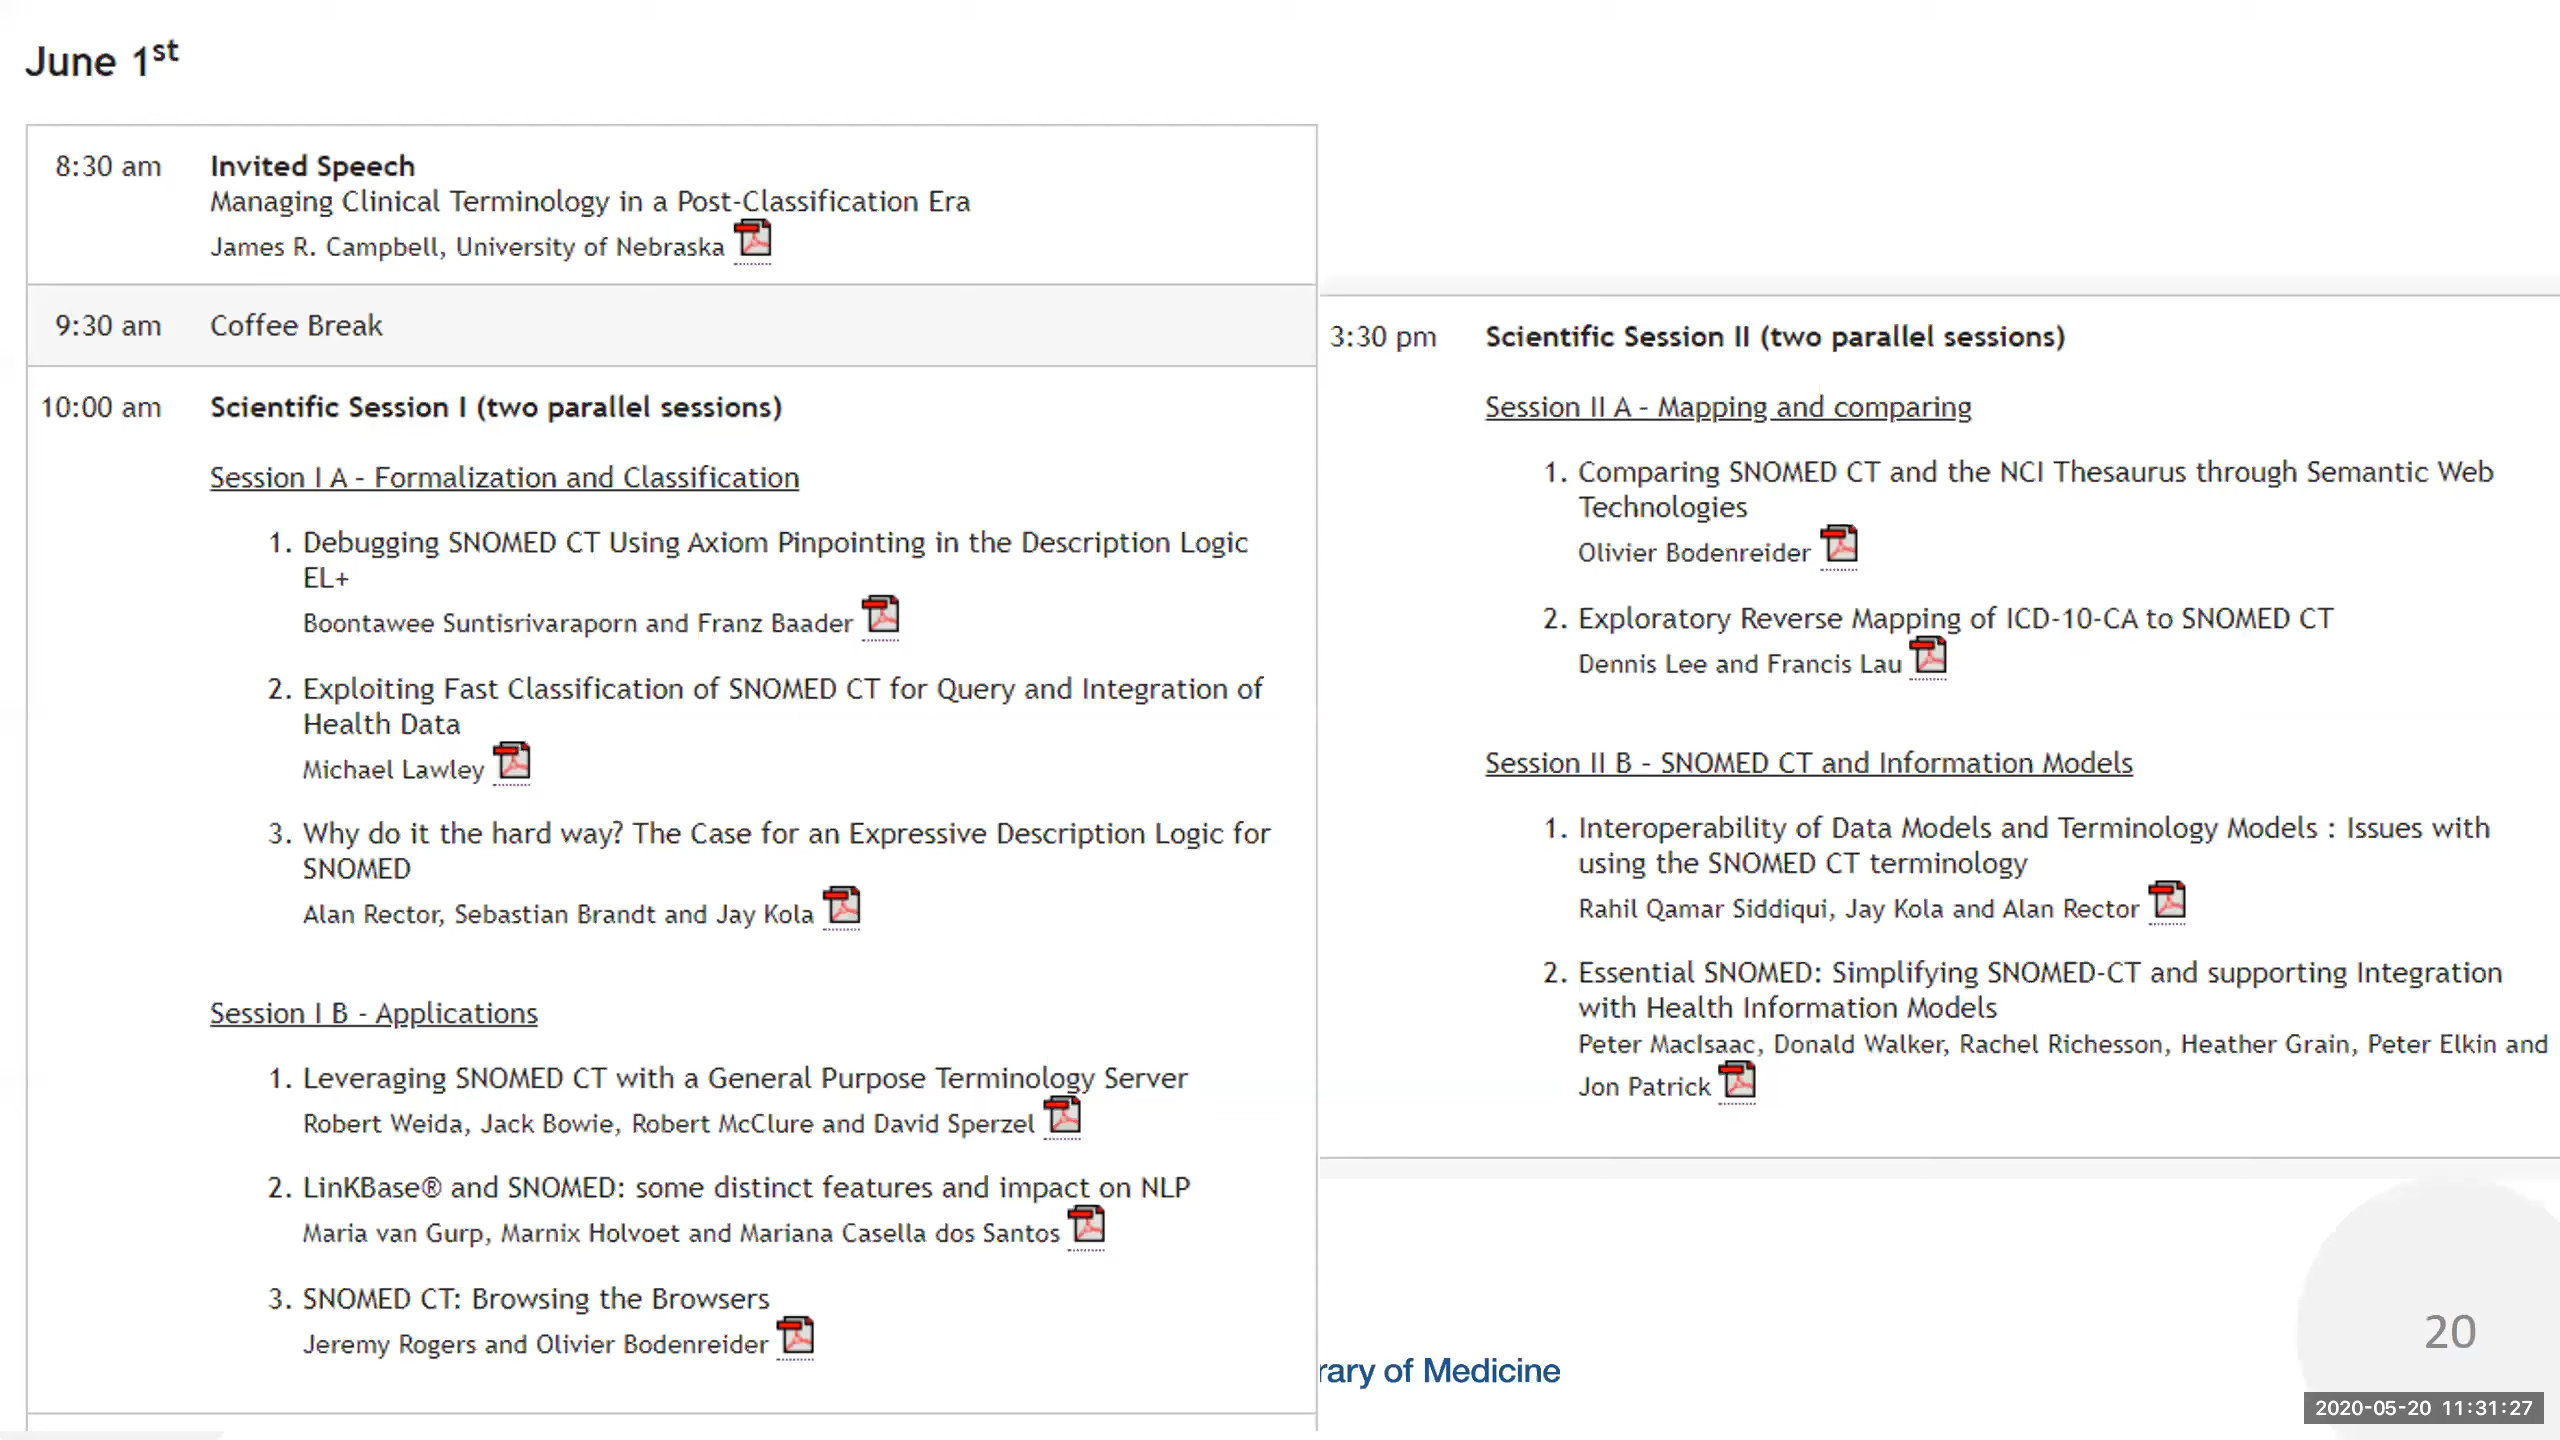 June 1st
8:30 am Invited Speech
Managing Clinical Terminology in a Post-Classification Era
James R. Campbell, University of Nebraska
9:30 am Coffee Break
10:00 am Scientific Session I (two parallel sessions)
Session I A - Formalization and Classification
1. Debugging SNOMED CT Using Axiom Pinpointing in the Description Logic
EL+
Boontawee Suntisrivaraporn and Franz Baader
2. Exploiting Fast Classification of SNOMED CT for Query and Integration of
Health Data
Michael Lawley
3. Why do it the hard way? The Case for an Expressive Description Logic for
SNOMED
Alan Rector, Sebastian Brandt and Jay Kola
Session I B - Applications
1. Leveraging SNOMED CT with a General Purpose Terminology Server
Robert Weida, Jack Bowie, Robert McClure and David Sperzel
2. LinKBase® and SNOMED: some distinct features and impact on NLP
Maria van Gurp, Marnix Holvoet and Mariana Casella dos Santos
3. SNOMED CT: Browsing the Browsers
Jeremy Rogers and Olivier Bodenreider
3:30 pm Scientific Session II (two parallel sessions)
Session II A - Mapping and comparing
1. Comparing SNOMED CT and the NCI Thesaurus through Semantic Web
Technologies
Olivier Bodenreider
2. Exploratory Reverse Mapping of ICD-10-CA to SNOMED CT
Dennis Lee and Francis Lau
Session II B - SNOMED CT and Information Models
1. Interoperability of Data Models and Terminology Models : Issues with
using the SNOMED CT terminology
Rahil Qamar Siddiqui, Jay Kola and Alan Rector
2. Essential SNOMED: Simplifying SNOMED-CT and supporting Integration
with Health Information Models
Peter MacIsaac, Donald Walker, Rachel Richesson, Heather Grain, Peter Elkin and
Jon Patrick
rary of Medicine
20
2020-05-20 11:31:27